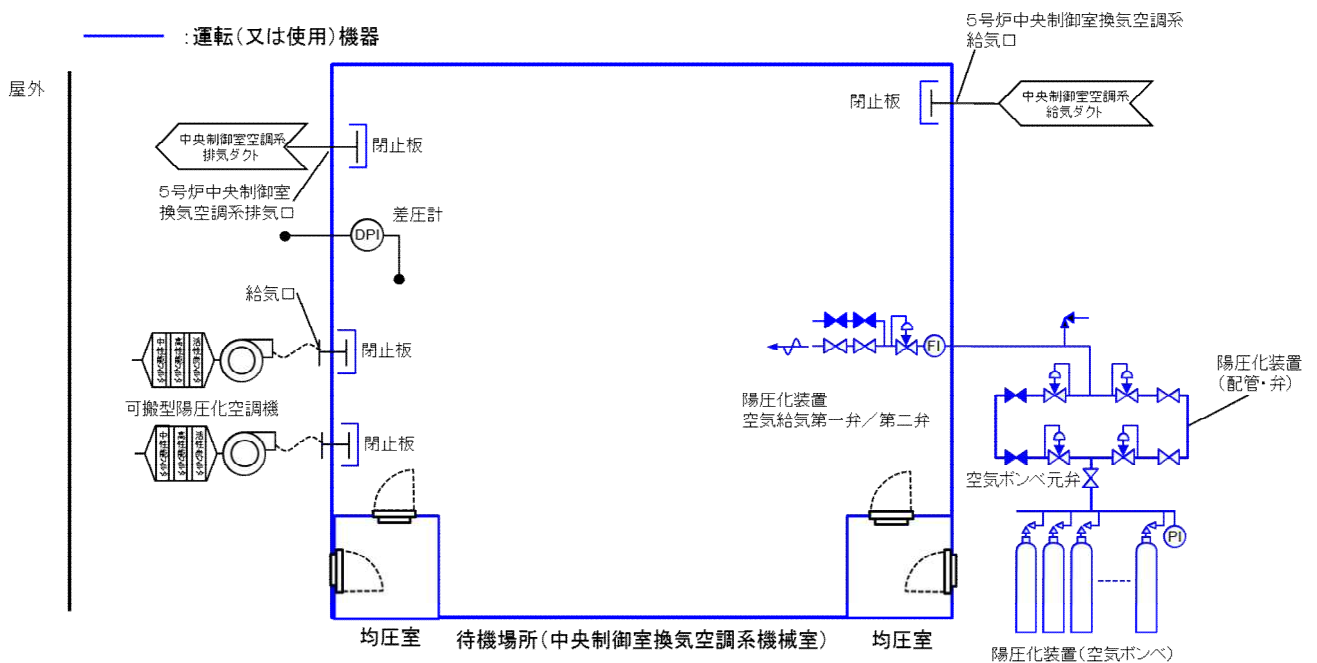 :運転(又は使用)機器
5号炉中央制御室換気空調系
給気口
屋外
閉止板
中央制御室空調系
給気ダクト
中央制御室空調系
排気ダクト
閉止板
5号炉中央制御室
換気空調系排気口
差圧計
DPI
給気口
閉止板
FI
陽圧化装置
(配管・弁)
陽圧化装置
空気給気第一弁/第二弁
可搬型陽圧化空調機
閉止板
空気ボンベ元弁
PI
均圧室
待機場所(中央制御室換気空調系機械室)
均圧室
陽圧化装置(空気ボンベ)